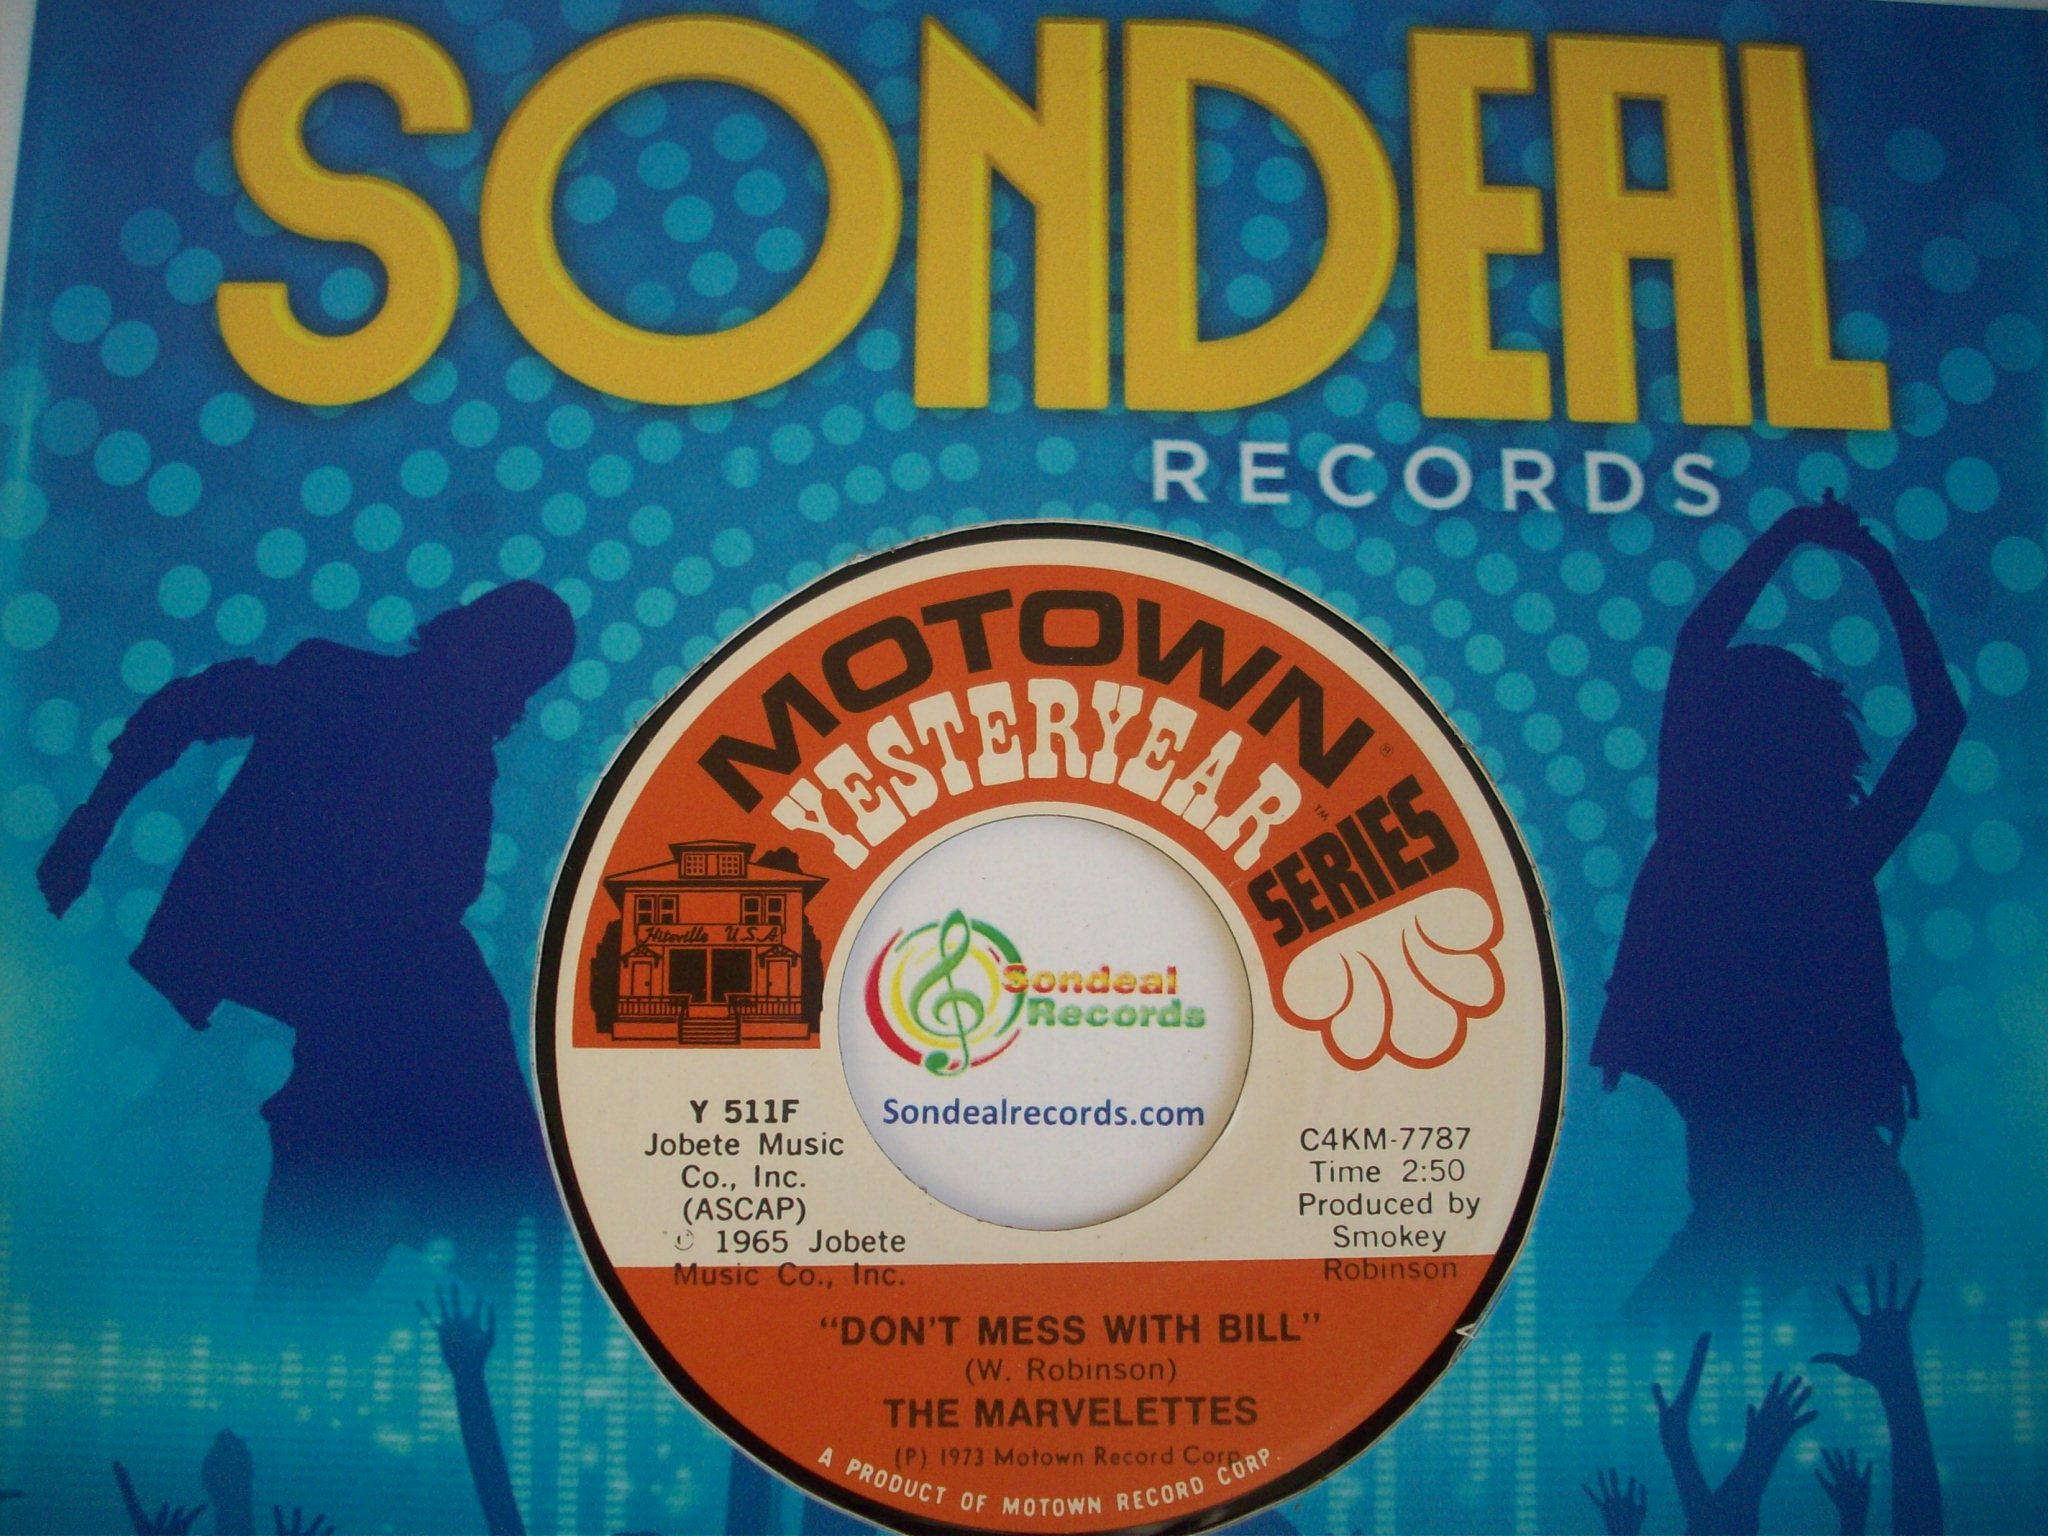 SONDEAL
RECORDS
MOTOWN ®
YESTERYEAR ™
SERIES
Hitsville U.S.A.
Sondeal
Records
Sondealrecords.com
Y 511F
Jobete Music
Co., Inc.
(ASCAP)
© 1965 Jobete
Music Co., Inc.
C4KM-7787
Time 2:50
Produced by
Smokey
Robinson
"DON'T MESS WITH BILL"
(W. Robinson)
THE MARVELETTES
(P) 1973 Motown Record Corp.
A PRODUCT OF MOTOWN RECORD CORP.